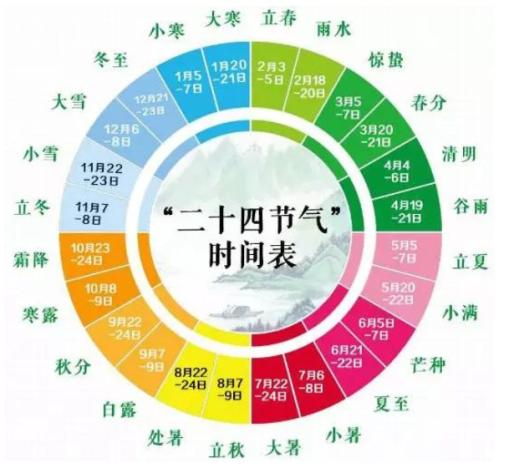 “二十四节气”
时间表
立春
2月3
-5日
雨水
2月18
-20日
惊蛰
3月5
-7日
春分
3月20
-21日
清明
4月4
-6日
谷雨
4月19
-21日
立夏
5月5
-7日
小满
5月20
-22日
芒种
6月5日
-7日
夏至
6月21
-22日
小暑
7月6
-8日
大暑
7月22
-24日
立秋
8月7
-9日
处暑
8月22
-24日
白露
9月7
-9日
秋分
9月22
-24日
寒露
10月8
-9日
霜降
10月23
-24日
立冬
11月7
-8日
小雪
11月22
-23日
大雪
12月6
-8日
冬至
12月21
-23日
小寒
1月5
-7日
大寒
1月20
-21日